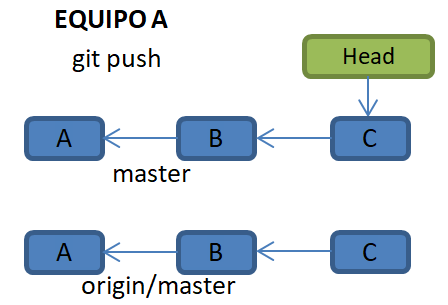 EQUIPO A
git push
Head
A B C
master
A B C
origin/master